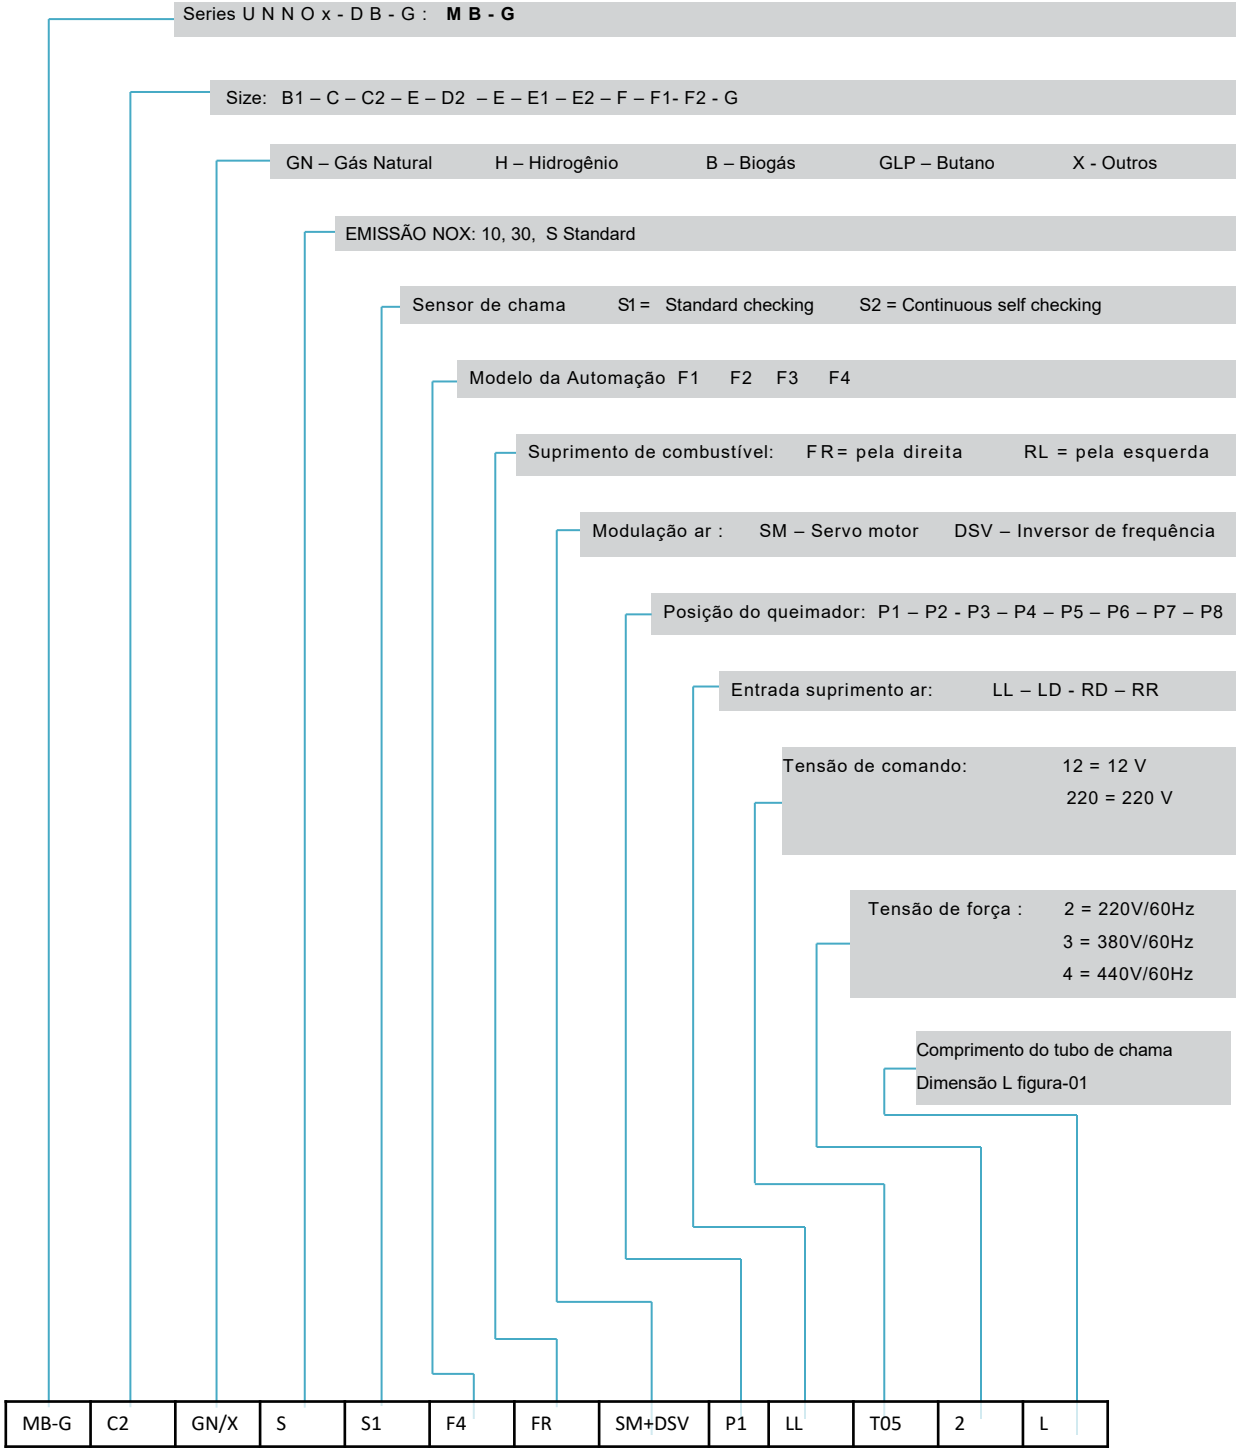 Series U N N O x - D B - G : M B - G
Size: B1 – C – C2 – E – D2 – E – E1 – E2 – F – F1- F2 - G
GN – Gás Natural H – Hidrogênio B – Biogás GLP – Butano X - Outros
EMISSÃO NOX: 10, 30, S Standard
Sensor de chama S1 = Standard checking S2 = Continuous self checking
Modelo da Automação F1 F2 F3 F4
Suprimento de combustível: FR= pela direita RL = pela esquerda
Modulação ar : SM – Servo motor DSV – Inversor de frequência
Posição do queimador: P1 – P2 - P3 – P4 – P5 – P6 – P7 – P8
Entrada suprimento ar: LL – LD - RD – RR
Tensão de comando: 12 = 12 V
220 = 220 V
Tensão de força : 2 = 220V/60Hz
3 = 380V/60Hz
4 = 440V/60Hz
Comprimento do tubo de chama
Dimensão L figura-01
MB-G C2 GN/X S S1 F4 FR SM+DSV P1 LL T05 2 L